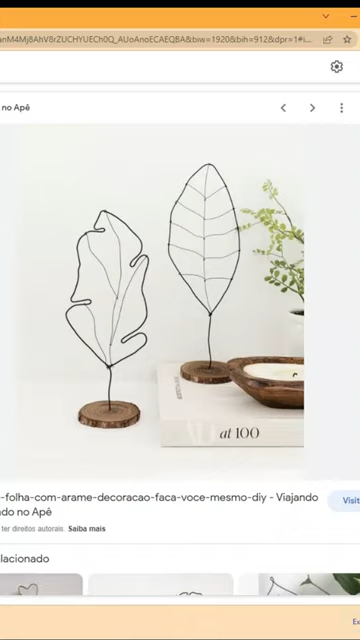 anM4Mj8AhV8rZUCHYUECh0Q_AUoAnoECAEQBA&biw=1920&bih=912&dpr=1#i...
no Apê
at 100
-folha-com-arame-decoracao-faca-voce-mesmo-diy - Viajando
do no Apê
ter direitos autorais. Saiba mais
Visit
lacionado